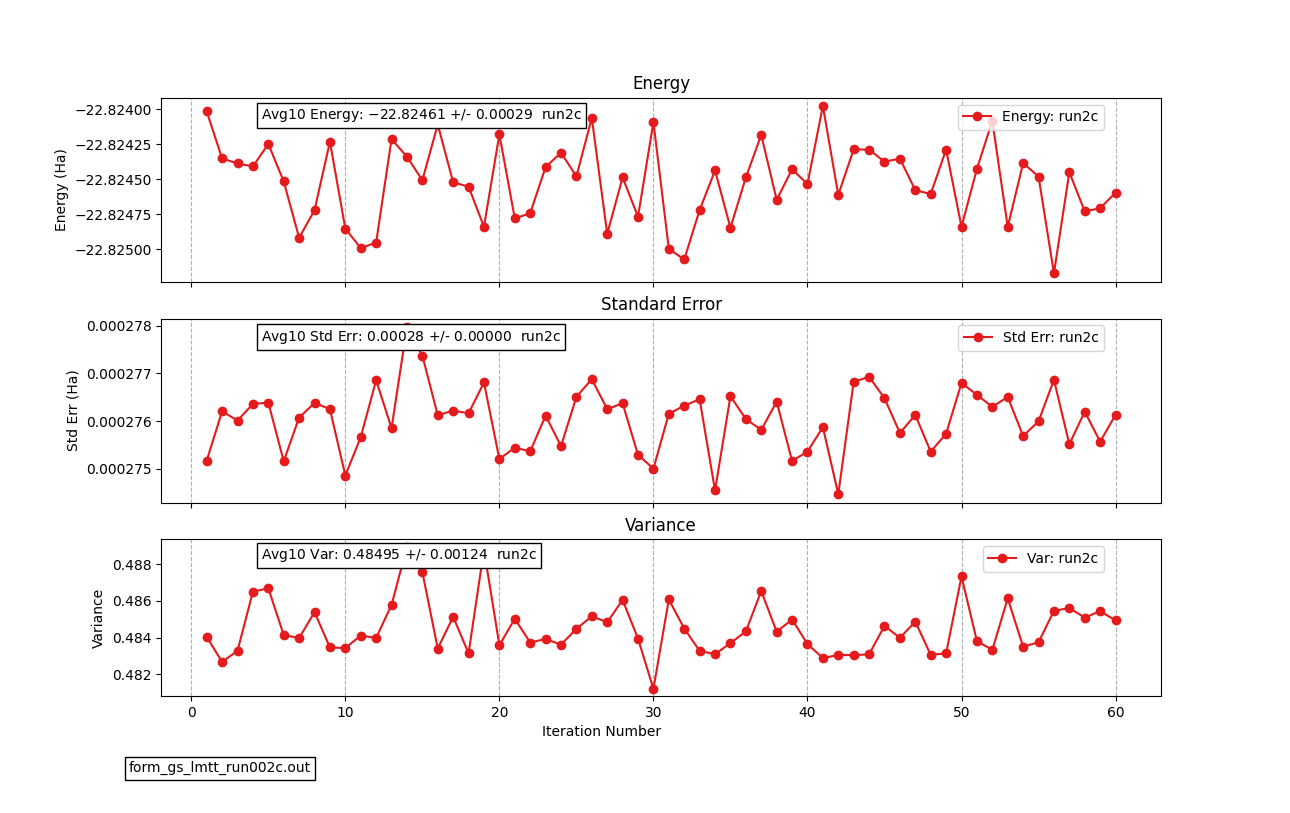 Energy
Energy (Ha)
−22.82400
−22.82425
−22.82450
−22.82475
−22.82500
Avg10 Energy: −22.82461 +/- 0.00029  run2c
Energy: run2c
Standard Error
Std Err (Ha)
0.000278
0.000277
0.000276
0.000275
Avg10 Std Err: 0.00028 +/- 0.00000  run2c
Std Err: run2c
Variance
Variance
0.488
0.486
0.484
0.482
Avg10 Var: 0.48495 +/- 0.00124  run2c
Var: run2c
0 10 20 30 40 50 60
Iteration Number
form_gs_lmtt_run002c.out